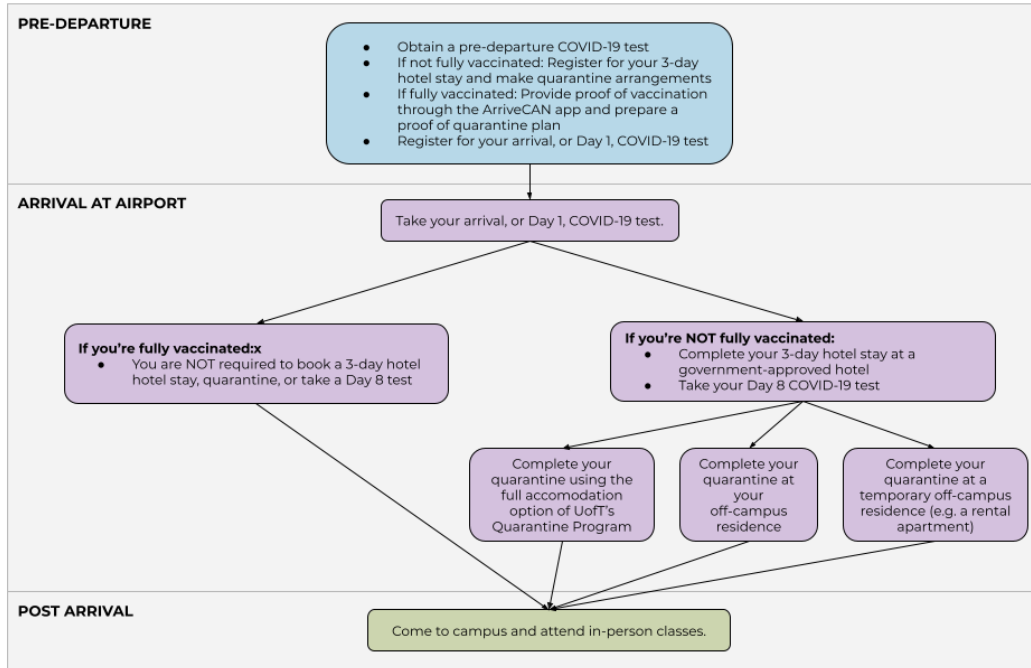 PRE-DEPARTURE
● Obtain a pre-departure COVID-19 test
● If not fully vaccinated: Register for your 3-day
hotel stay and make quarantine arrangements
● If fully vaccinated: Provide proof of vaccination
through the ArriveCAN app and prepare a
proof of quarantine plan
● Register for your arrival, or Day 1, COVID-19 test
ARRIVAL AT AIRPORT
Take your arrival, or Day 1, COVID-19 test.
If you're fully vaccinated:x
● You are NOT required to book a 3-day hotel
hotel stay, quarantine, or take a Day 8 test
If you're NOT fully vaccinated:
● Complete your 3-day hotel stay at a
government-approved hotel
● Take your Day 8 COVID-19 test
Complete your
quarantine using the
full accomodation
option of UofT's
Quarantine Program
Complete your
quarantine at
your
off-campus
residence
Complete your
quarantine at a
temporary off-campus
residence (e.g. a rental
apartment)
POST ARRIVAL
Come to campus and attend in-person classes.